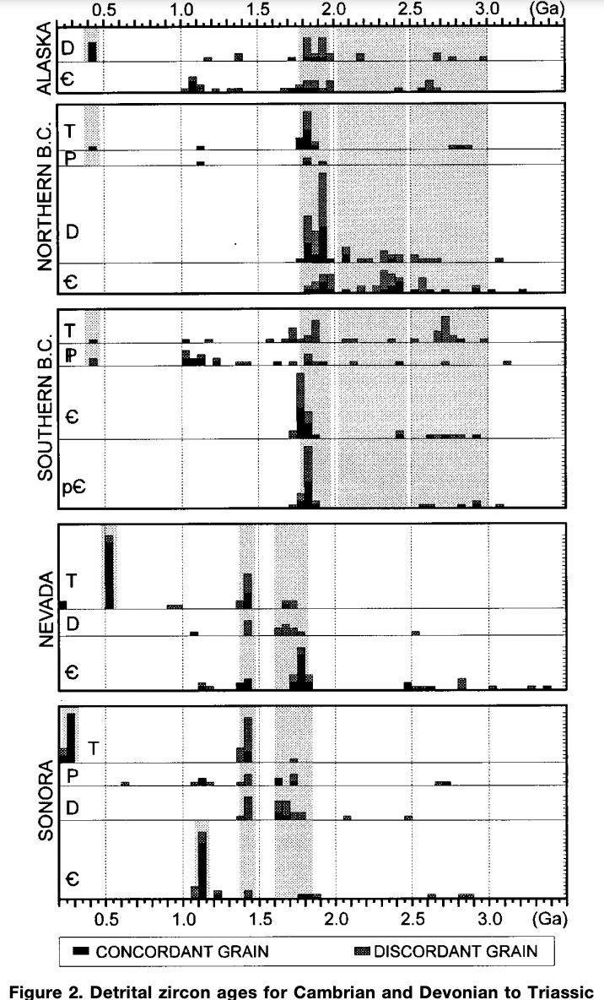 0.5 1.0 1.5 2.0 2.5 3.0 (Ga)
ALASKA
D
Є
NORTHERN B.C.
T
P
D
Є
SOUTHERN B.C.
T
Є
pЄ
NEVADA
T
D
Є
SONORA
T
P
D
Є
0.5 1.0 1.5 2.0 2.5 3.0 (Ga)
CONCORDANT GRAIN DISCORDANT GRAIN
Figure 2. Detrital zircon ages for Cambrian and Devonian to Triassic